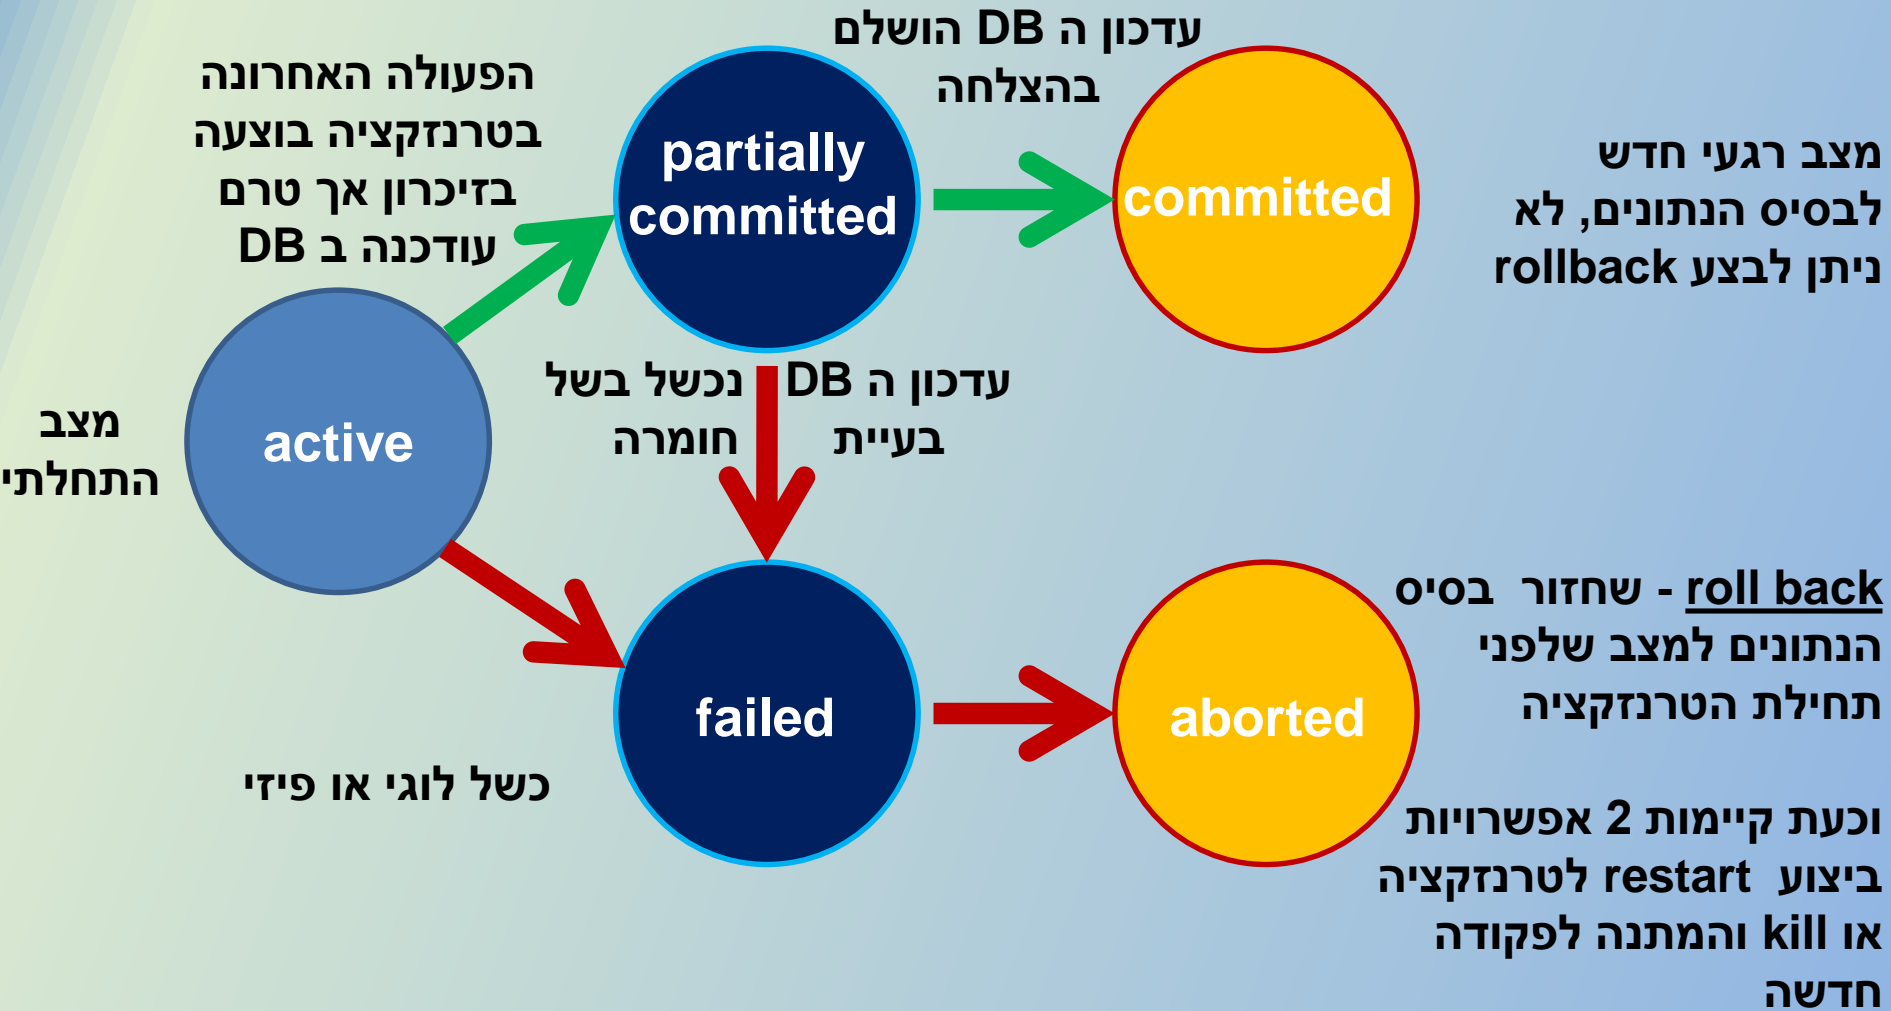 עדכון ה DB הושלם
בהצלחה
הפעולה האחרונה
בטרנזקציה בוצעה
בזיכרון אך טרם
עודכנה ב DB
partially
committed
committed
מצב רגעי חדש
לבסיס הנתונים, לא
ניתן לבצע rollback
עדכון ה DB נכשל בשל
בעיית חומרה
מצב
התחלתי
active
failed
aborted
כשל לוגי או פיזי
roll back - שחזור בסיס
הנתונים למצב שלפני
תחילת הטרנזקציה
וכעת קיימות 2 אפשרויות
ביצוע restart לטרנזקציה
או kill והמתנה לפקודה
חדשה